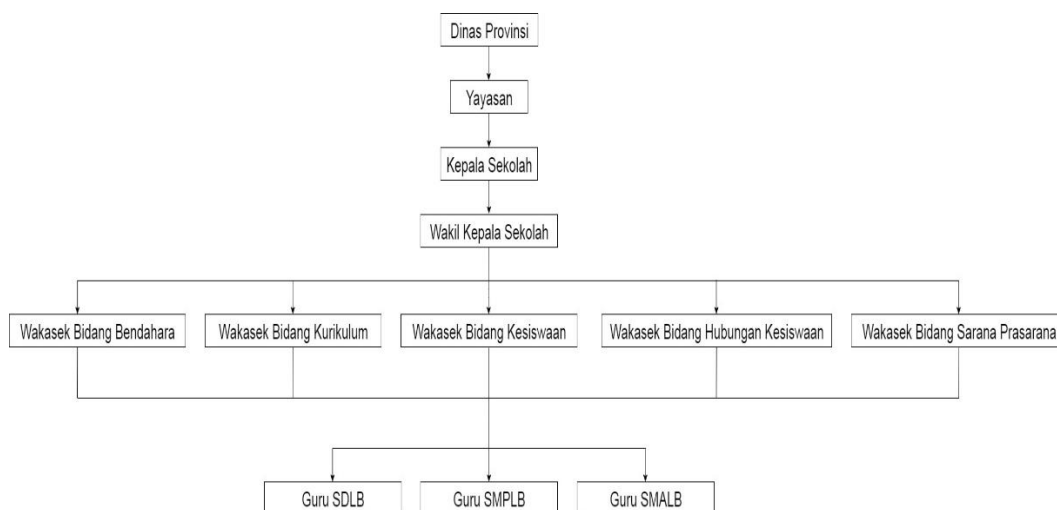 Dinas Provinsi
Yayasan
Kepala Sekolah
Wakil Kepala Sekolah
Wakasek Bidang Bendahara
Wakasek Bidang Kurikulum
Wakasek Bidang Kesiswaan
Wakasek Bidang Hubungan Kesiswaan
Wakasek Bidang Sarana Prasarana
Guru SDLB
Guru SMPLB
Guru SMALB